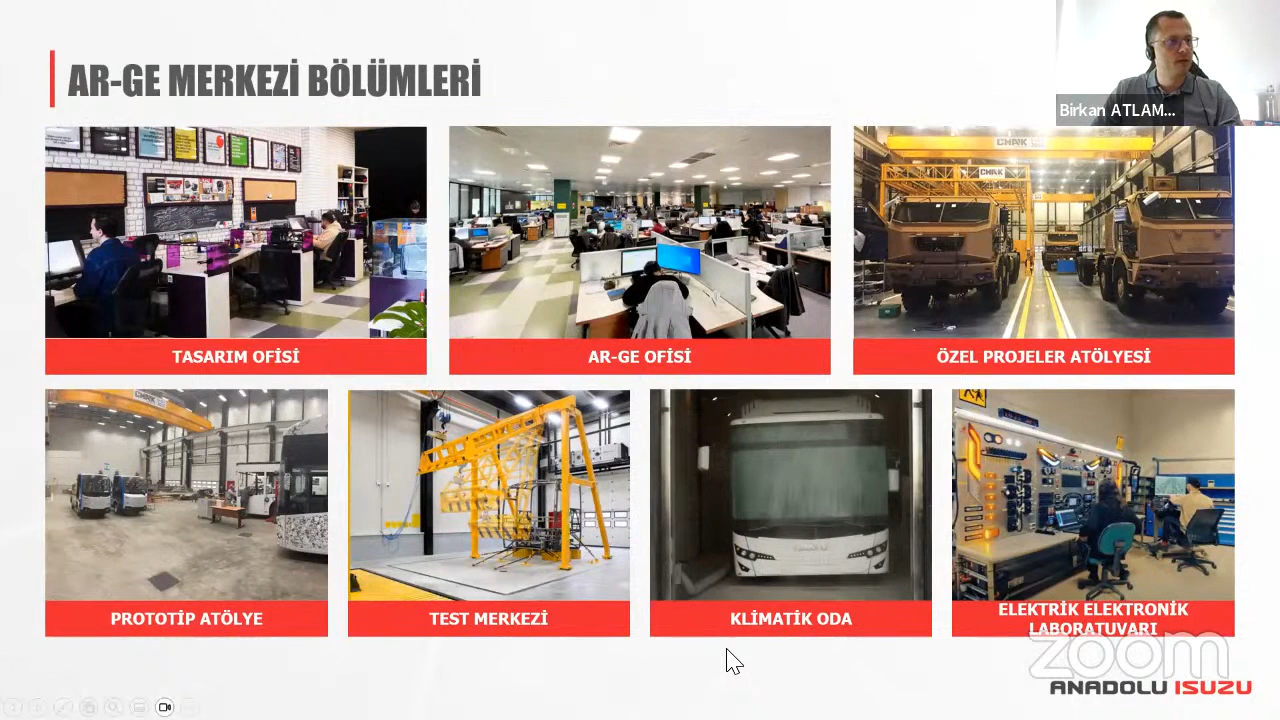 AR-GE MERKEZİ BÖLÜMLERİ
Birkan ATLAM...
TASARIM OFİSİ
AR-GE OFİSİ
ÖZEL PROJELER ATÖLYESİ
PROTOTİP ATÖLYE
TEST MERKEZİ
KLİMATİK ODA
ELEKTRİK ELEKTRONİK
LABORATUVARI
zoom
ANADOLU ISUZU